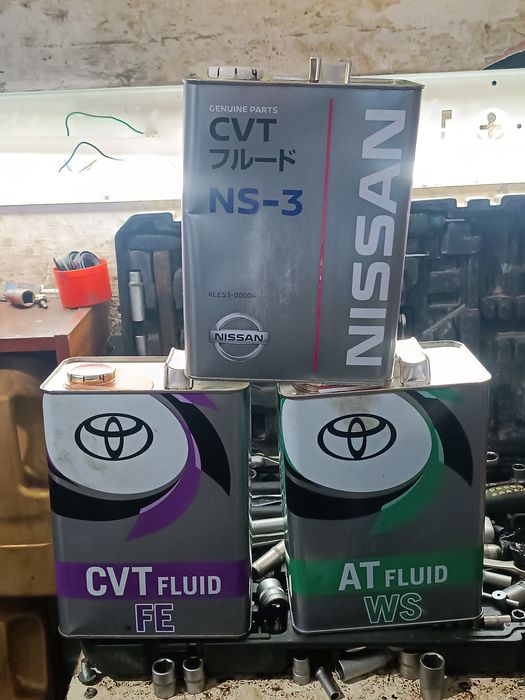 GENUINE PARTS
CVT
フルード
NS-3
KLE53-00004
NISSAN
NISSAN
CVT FLUID
FE
AT FLUID
WS